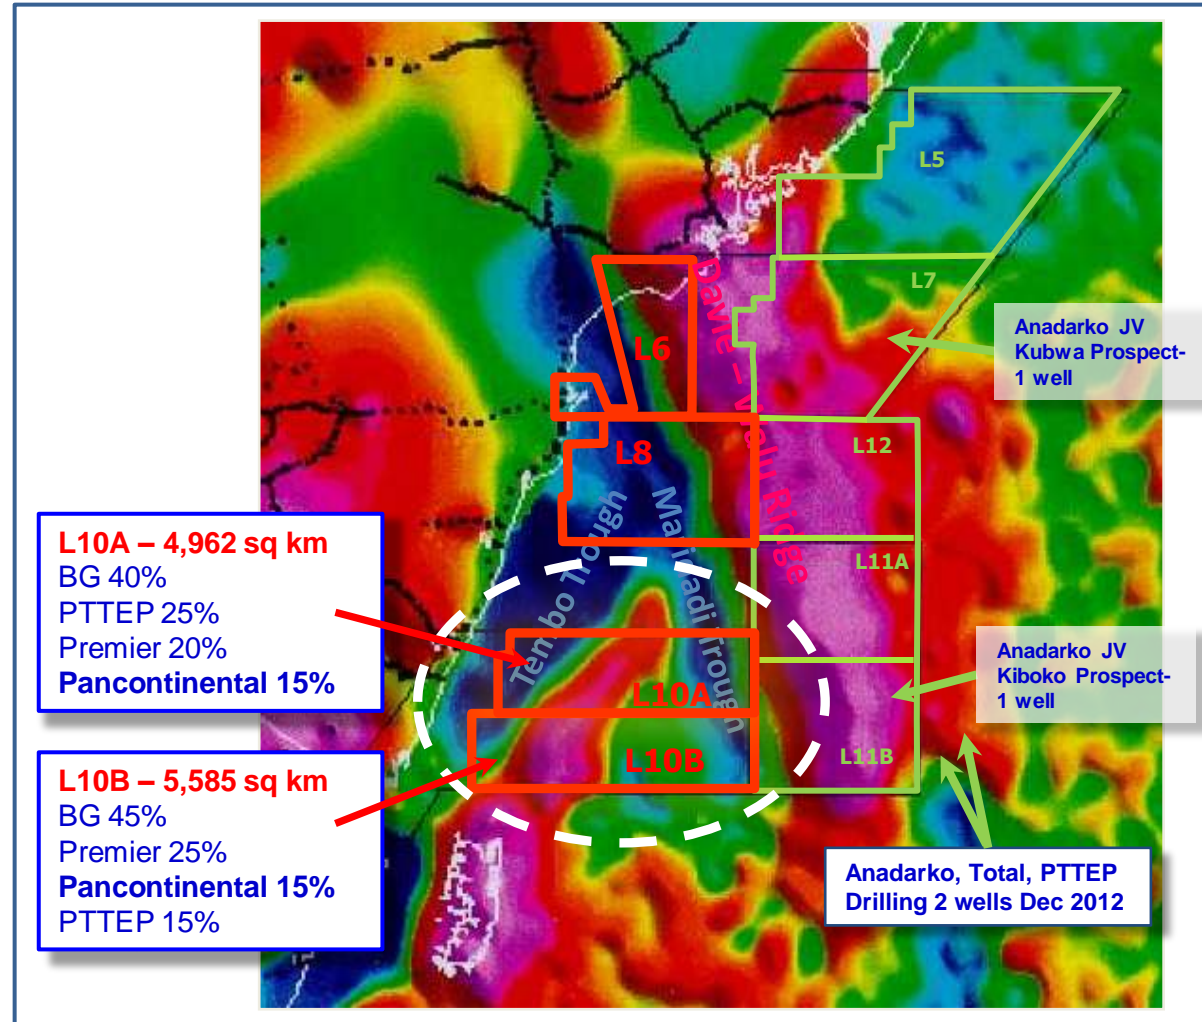 L5
L7
Davie – Walu Ridge
Anadarko JV
Kubwa Prospect-
1 well
L6
L12
L8
Tembo Trough
Maridadi Trough
L11A
L10A – 4,962 sq km
BG 40%
PTTEP 25%
Premier 20%
Pancontinental 15%
Anadarko JV
Kiboko Prospect-
1 well
L10A
L10B
L11B
L10B – 5,585 sq km
BG 45%
Premier 25%
Pancontinental 15%
PTTEP 15%
Anadarko, Total, PTTEP
Drilling 2 wells Dec 2012